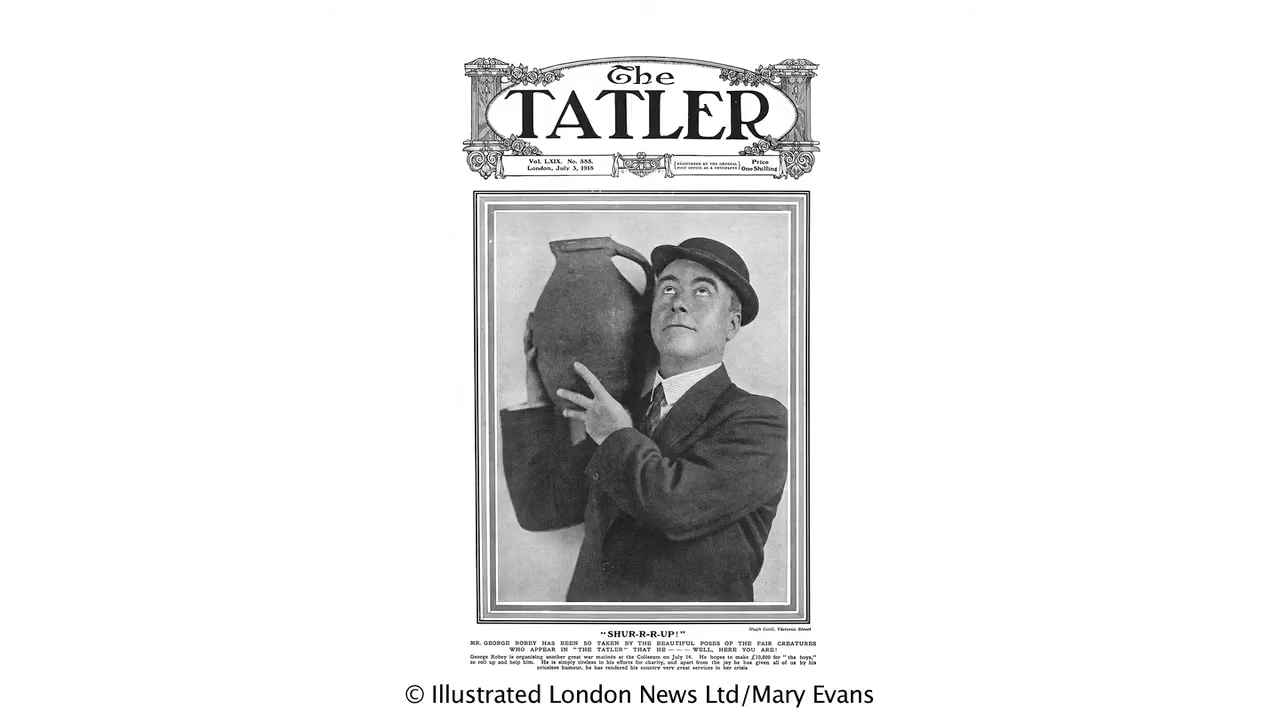 The
TATLER
Vol. LXIX. No. 888.
London, July 3, 1918
REGISTERED BY THE GENERAL
POST OFFICE AS A NEWSPAPER
Price
One Shilling
Hugh Cecil, Victoria Street
"SHUR-R-R-UP!"
MR. GEORGE ROBEY HAS BEEN SO TAKEN BY THE BEAUTIFUL POSES OF THE FAIR CREATURES
WHO APPEAR IN "THE TATLER" THAT HE — — — WELL, HERE YOU ARE!
George Robey is organising another great war matinée at the Coliseum on July 14. He hopes to make £10,000 for "the boys,"
so roll up and help him. He is simply tireless in his efforts for charity, and apart from the joy he has given all of us by his
priceless humour, he has rendered his country very great services in her crisis
© Illustrated London News Ltd/Mary Evans